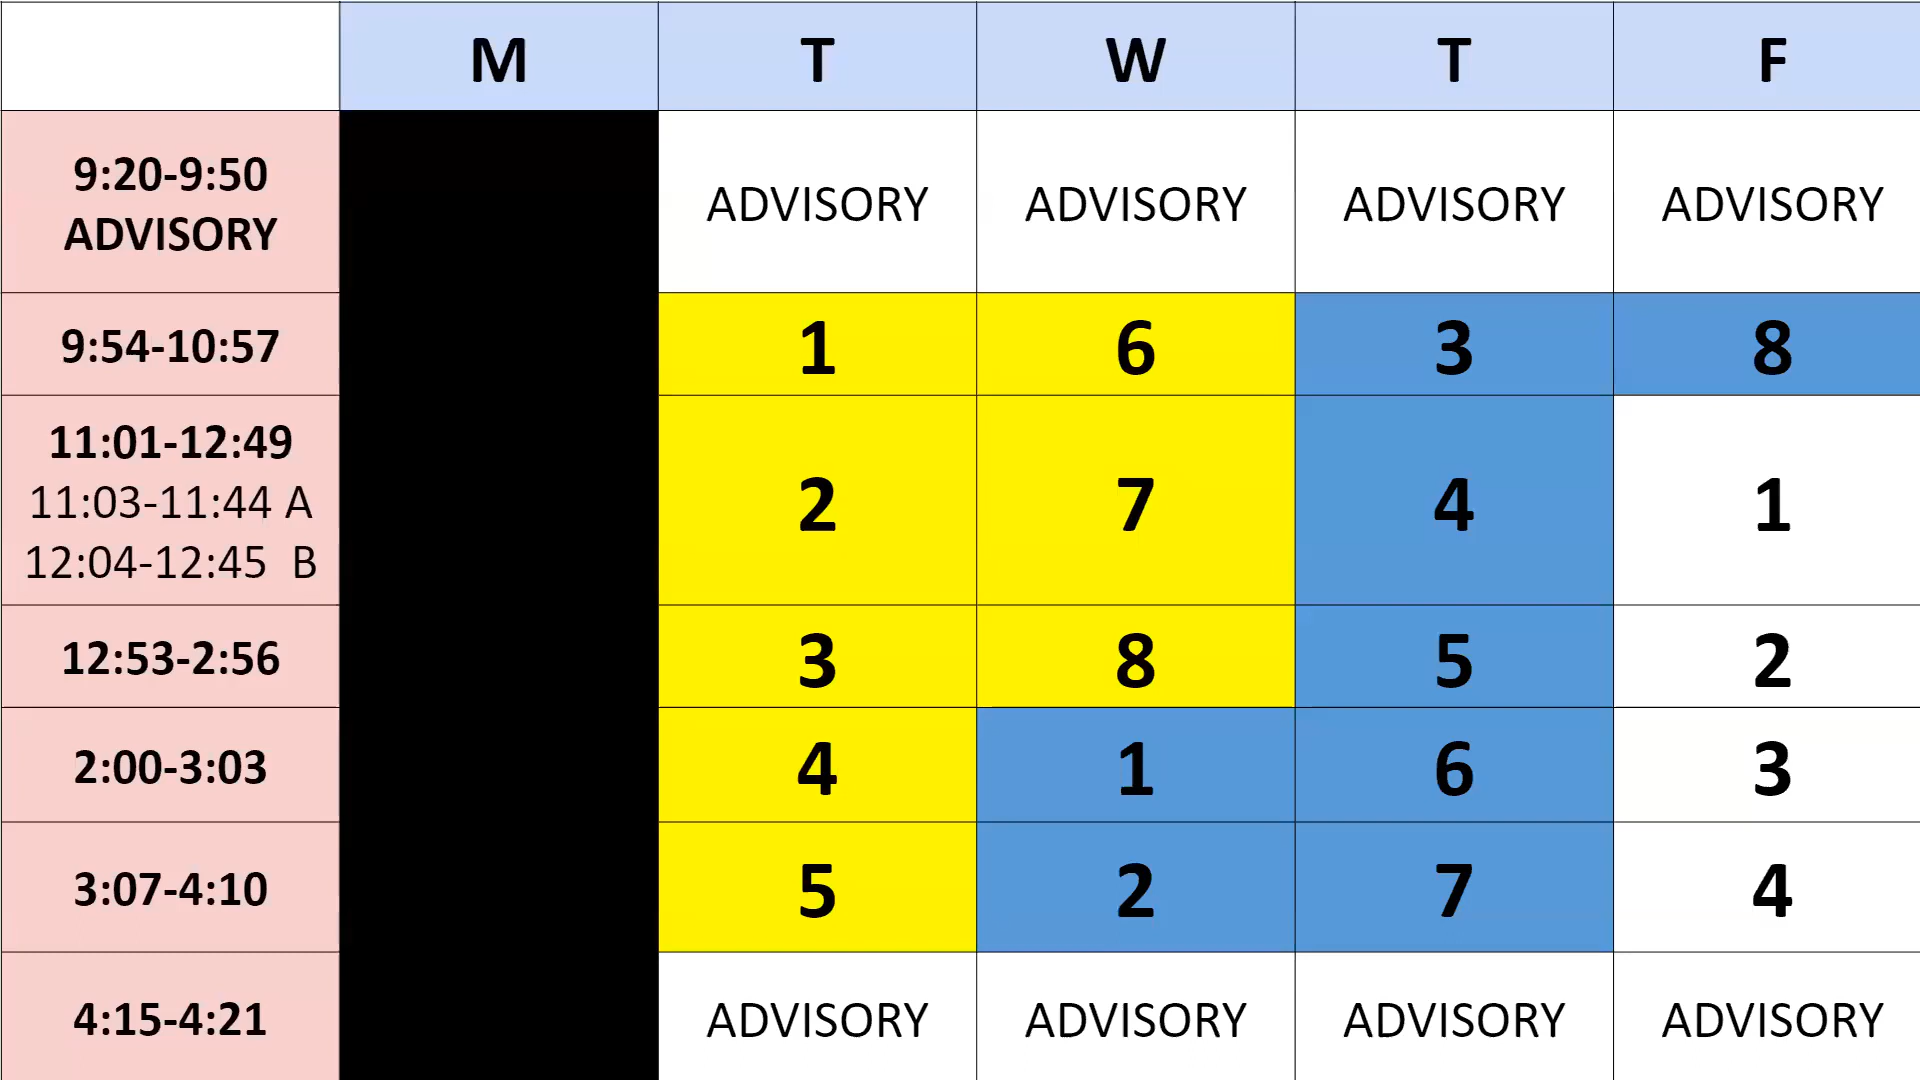 M T W T F
9:20-9:50
ADVISORY
ADVISORY ADVISORY ADVISORY ADVISORY
9:54-10:57 1 6 3 8
11:01-12:49
11:03-11:44 A
12:04-12:45 B
2 7 4 1
12:53-2:56 3 8 5 2
2:00-3:03 4 1 6 3
3:07-4:10 5 2 7 4
4:15-4:21 ADVISORY ADVISORY ADVISORY ADVISORY